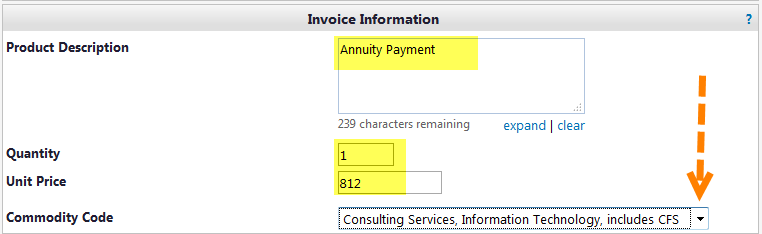 Invoice Information ?
Product Description Annuity Payment
239 characters remaining expand | clear
Quantity 1
Unit Price 812
Commodity Code Consulting Services, Information Technology, includes CFS